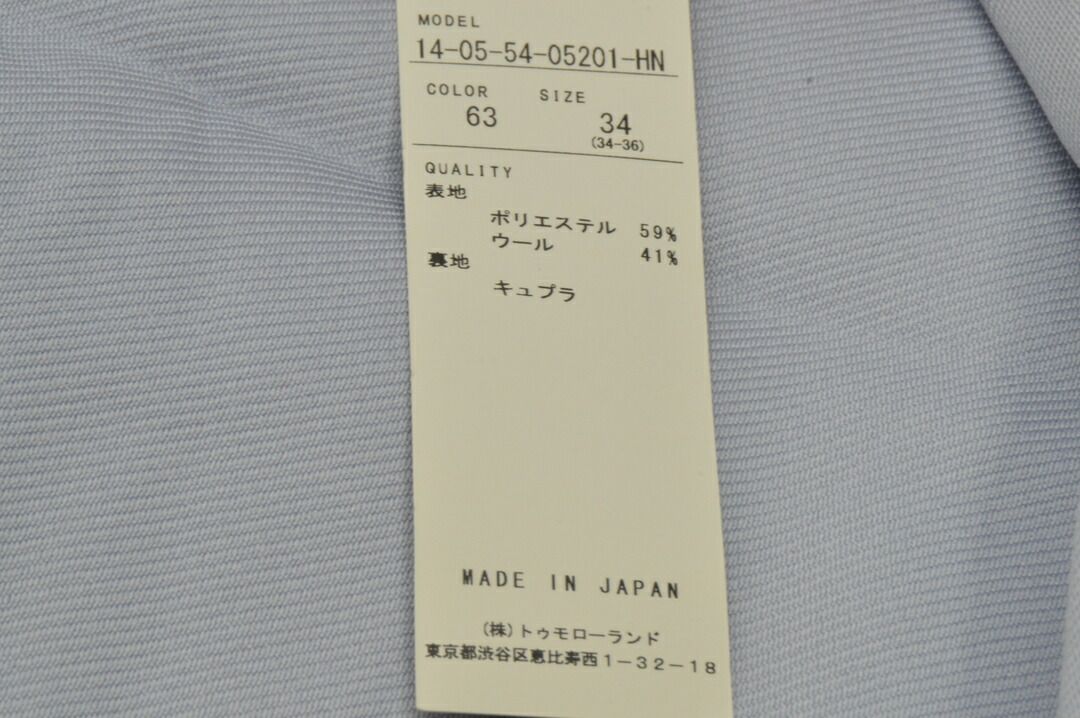 MODEL
14-05-54-05201-HN
COLOR SIZE
63 34
(34-36)
QUALITY
表地
ポリエステル 59%
ウール 41%
裏地
キュプラ
MADE IN JAPAN
(株)トゥモローランド
東京都渋谷区恵比寿西1-32-18